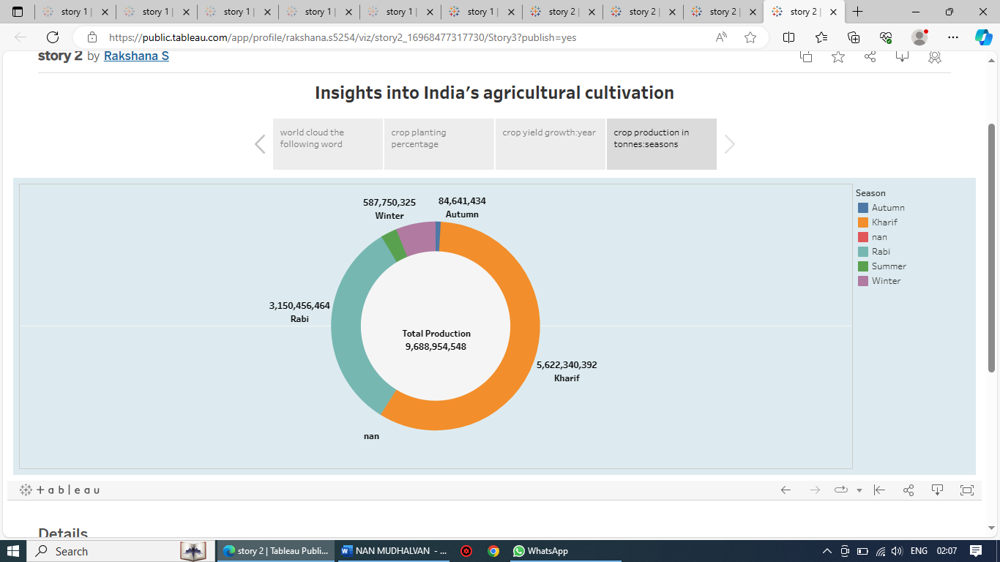 story 1 |
story 1 |
story 1 |
story 1 |
story 1 |
story 1 |
story 2 |
story 2 |
story 2 |
story 2 |
https://public.tableau.com/app/profile/rakshana.s5254/viz/story2_16968477317730/Story3?publish=yes
story 2 by Rakshana S
Insights into India's agricultural cultivation
world cloud the
following word
crop planting
percentage
crop yield growth:year
crop production in
tonnes:seasons
587,750,325
Winter
84,641,434
Autumn
3,150,456,464
Rabi
Total Production
9,688,954,548
5,622,340,392
Kharif
nan
Season
Autumn
Kharif
nan
Rabi
Summer
Winter
+ a b l e a u
Details
Search
story 2 | Tableau Publi...
NAN MUDHALVAN - ...
WhatsApp
ENG
02:07